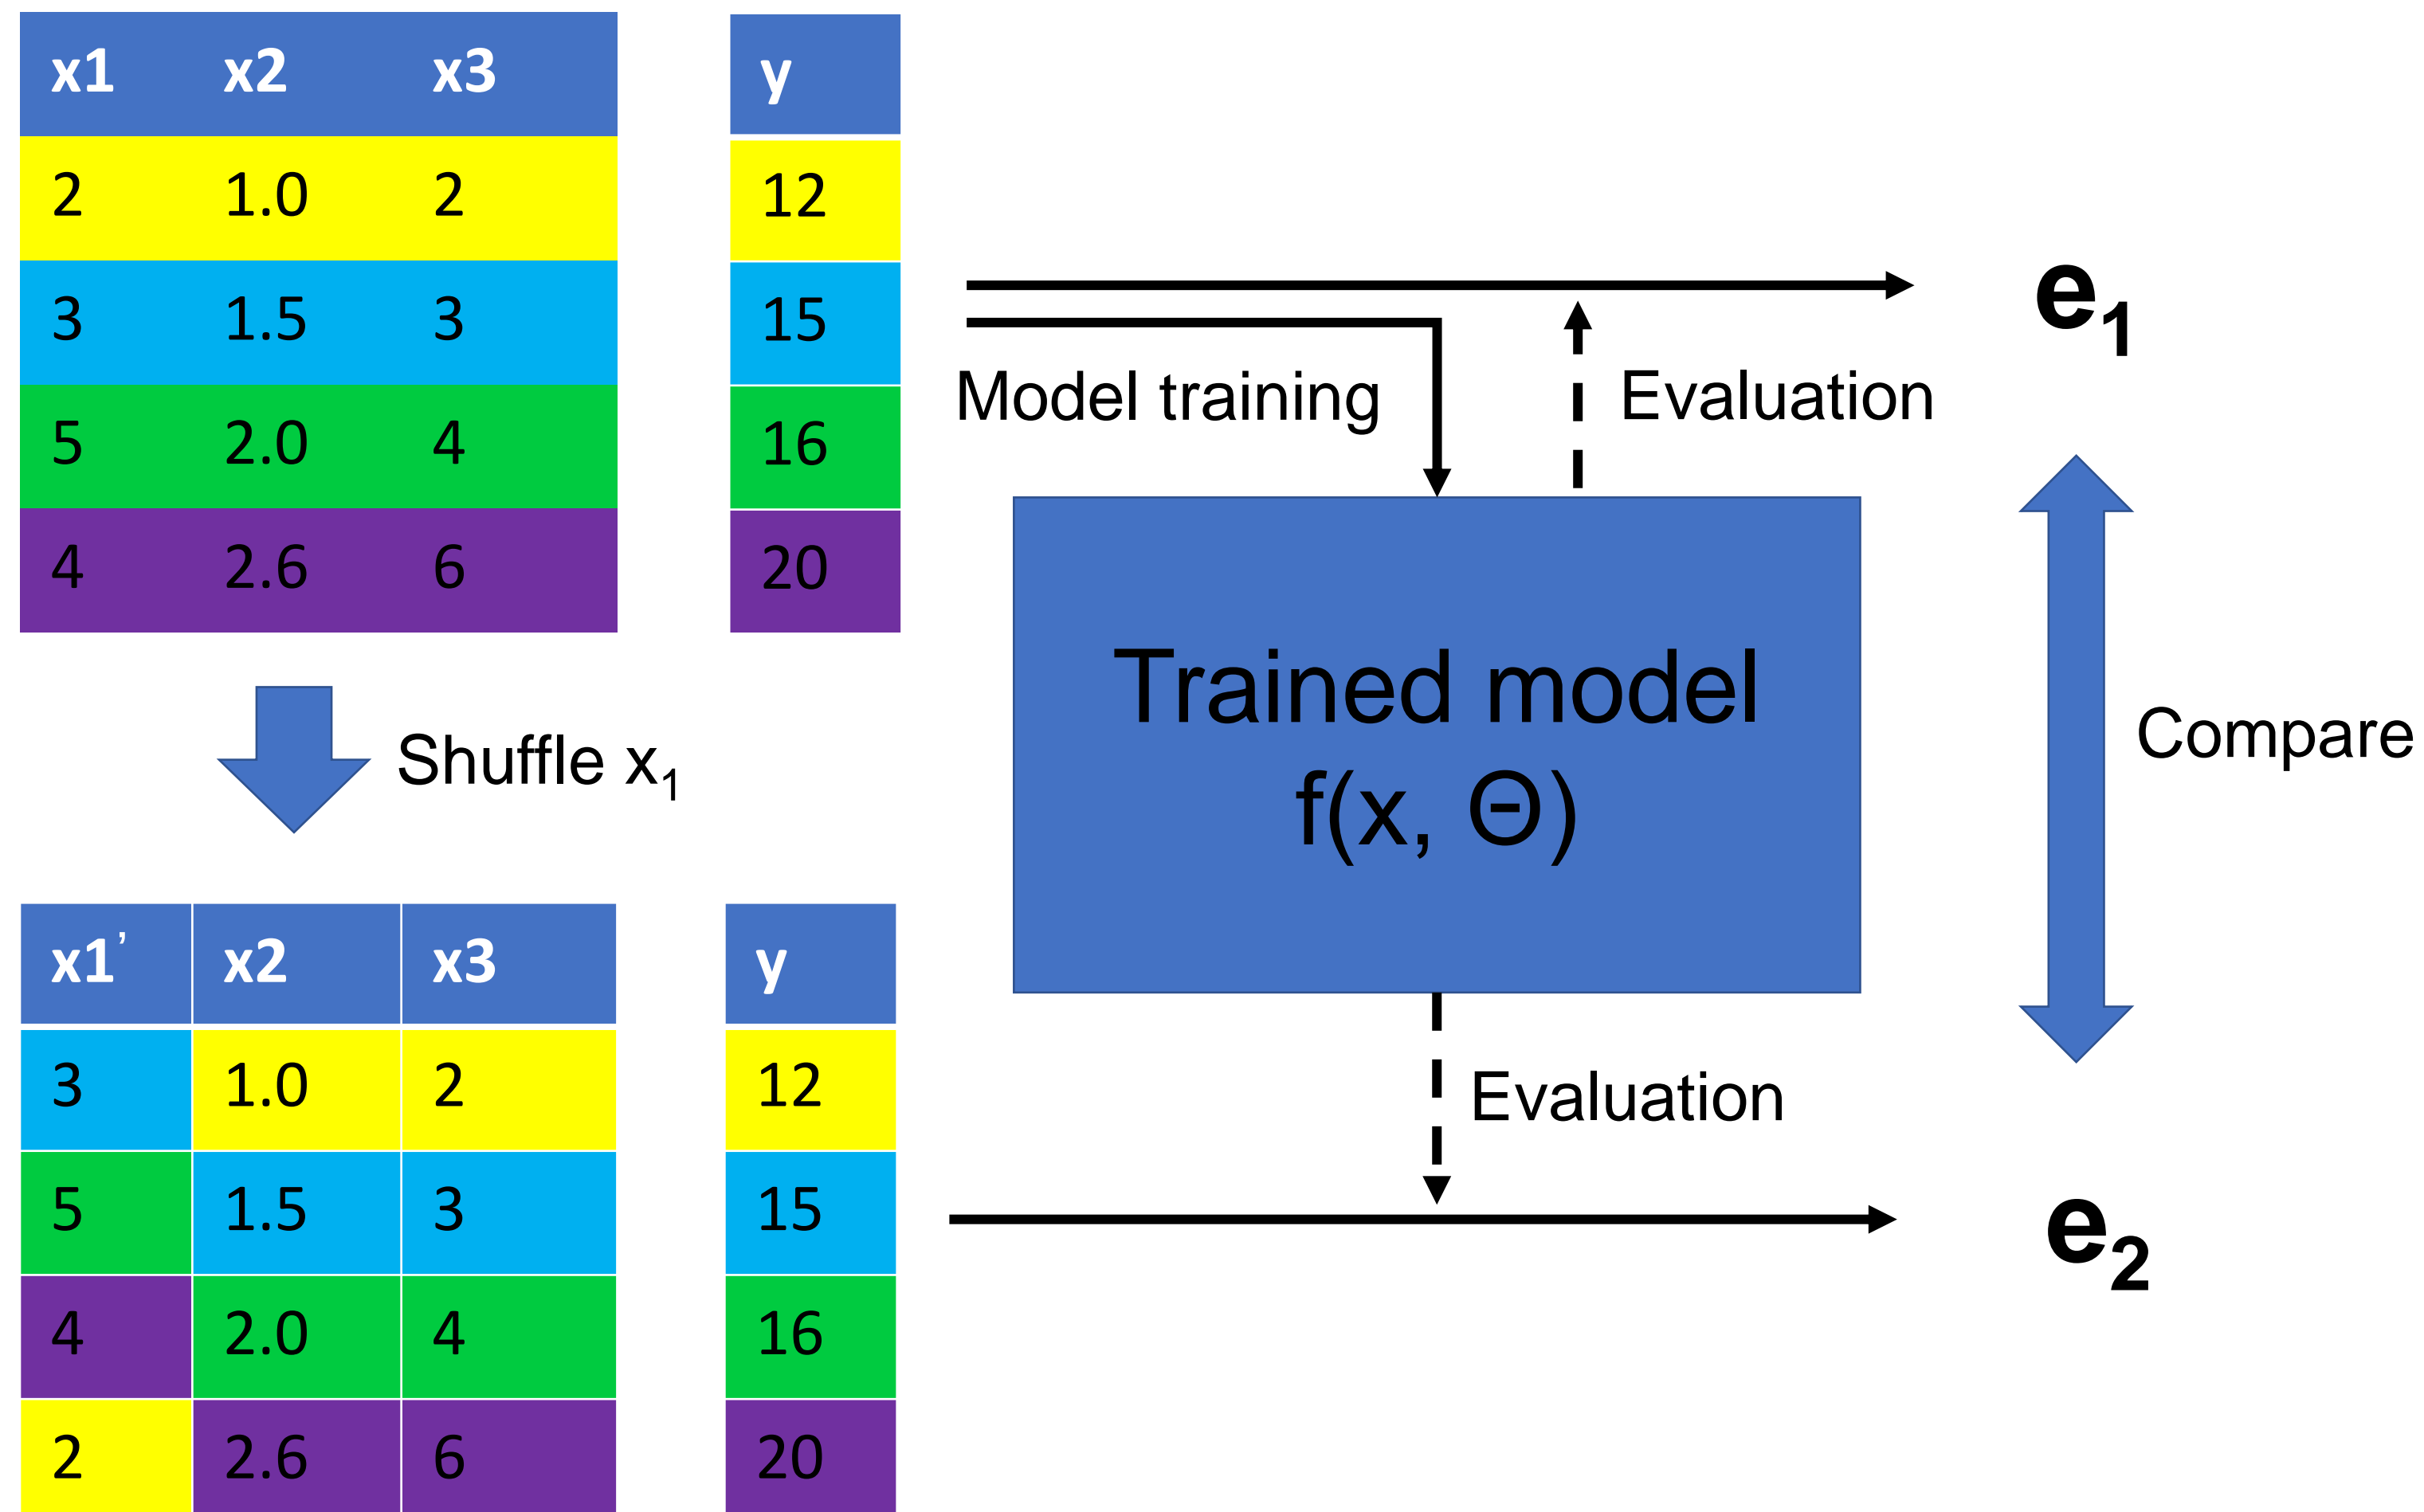 x1 x2 x3 y
2 1.0 2 12
3 1.5 3 15
5 2.0 4 16
4 2.6 6 20
Model training
Evaluation
e1
Shuffle x1
Trained model
f(x, Θ)
Compare
x1’ x2 x3 y
3 1.0 2 12
5 1.5 3 15
4 2.0 4 16
2 2.6 6 20
Evaluation
e2